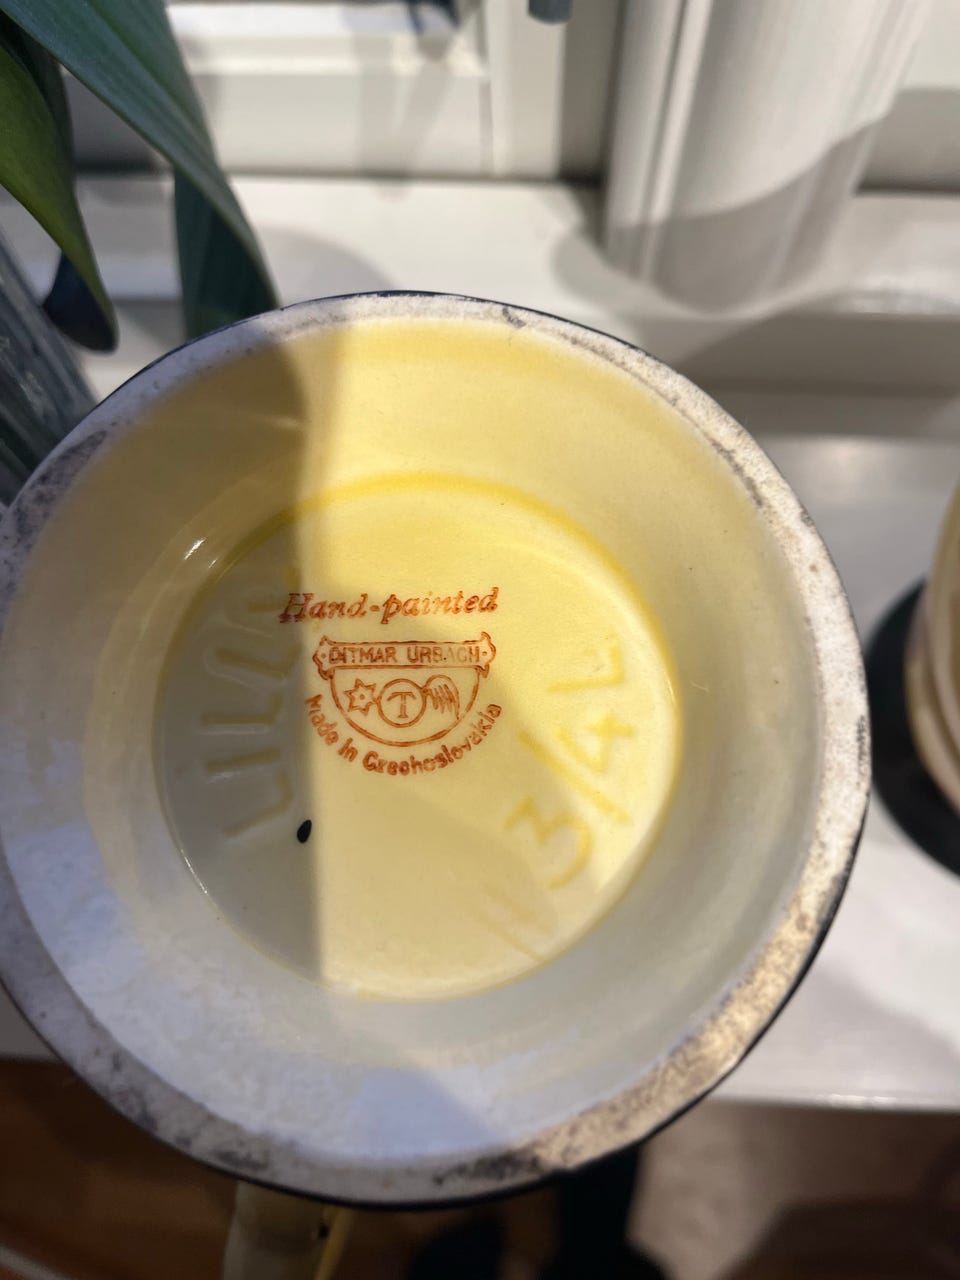 Hand-painted
DITMAR URBACH
T
Made in Czechoslovakia
3/4 L